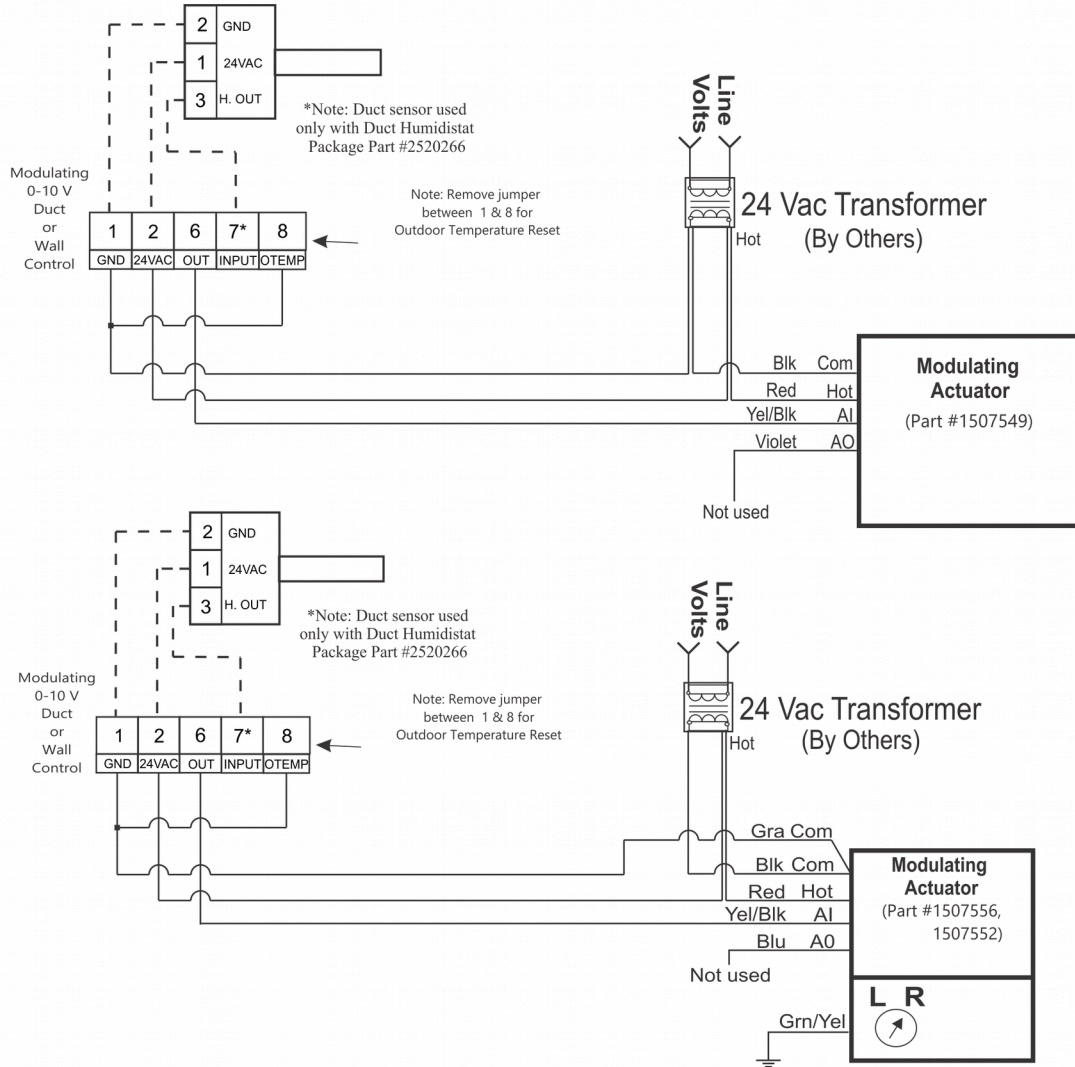 2 GND
1 24VAC
3 H. OUT
*Note: Duct sensor used
only with Duct Humidistat
Package Part #2520266
Modulating
0-10 V
Duct
or
Wall
Control
Note: Remove jumper
between 1 & 8 for
Outdoor Temperature Reset
1 2 6 7* 8
GND 24VAC OUT INPUT OTEMP
Line
Volts
24 Vac Transformer
(By Others)
Hot
Blk Com
Red Hot
Yel/Blk AI
Violet AO
Not used
Modulating
Actuator
(Part #1507549)
2 GND
1 24VAC
3 H. OUT
*Note: Duct sensor used
only with Duct Humidistat
Package Part #2520266
Modulating
0-10 V
Duct
or
Wall
Control
Note: Remove jumper
between 1 & 8 for
Outdoor Temperature Reset
1 2 6 7* 8
GND 24VAC OUT INPUT OTEMP
Line
Volts
24 Vac Transformer
(By Others)
Hot
Gra Com
Blk Com
Red Hot
Yel/Blk AI
Blu A0
Not used
Modulating
Actuator
(Part #1507556,
1507552)
L R
Grn/Yel